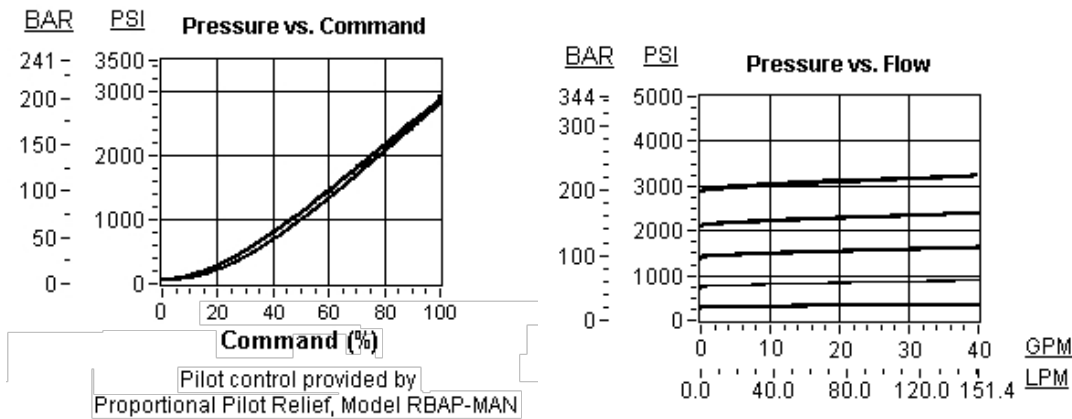 BAR PSI Pressure vs. Command
241 3500
200 3000
150 2000
100 1000
50
0 0
0 20 40 60 80 100
Command (%)
Pilot control provided by
Proportional Pilot Relief, Model RBAP-MAN
BAR PSI Pressure vs. Flow
344 5000
300 4000
200 3000
2000
100 1000
0 0
0 10 20 30 40 GPM
0.0 40.0 80.0 120.0 151.4 LPM